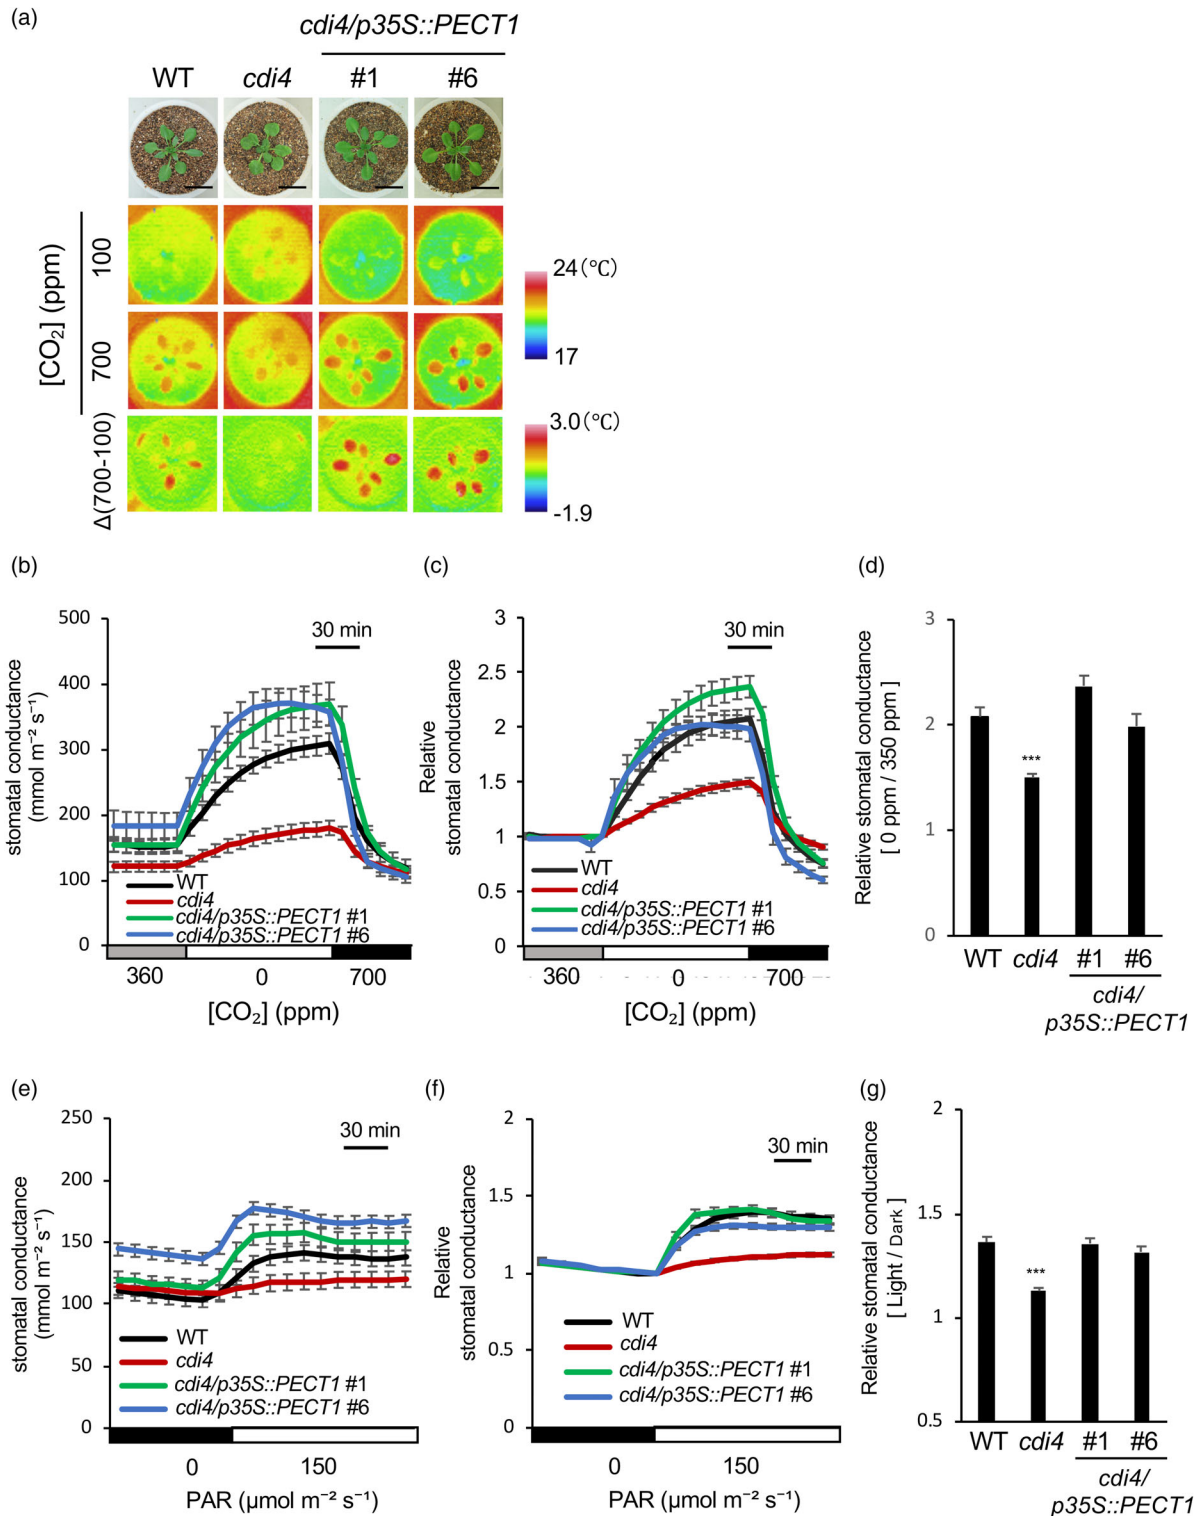 (a)
cdi4/p35S::PECT1
WT cdi4 #1 #6
[CO₂] (ppm)
100
700
Δ(700-100)
24(°C)
17
3.0(°C)
-1.9
(b)
stomatal conductance
(mmol m⁻² s⁻¹)
500
400
300
200
100
0
30 min
WT
cdi4
cdi4/p35S::PECT1 #1
cdi4/p35S::PECT1 #6
360 0 700
[CO₂] (ppm)
(c)
Relative
stomatal conductance
3
2.5
2
1.5
1
0.5
0
30 min
WT
cdi4
cdi4/p35S::PECT1 #1
cdi4/p35S::PECT1 #6
360 0 700
[CO₂] (ppm)
(d)
Relative stomatal conductance
[ 0 ppm / 350 ppm ]
3
2
1
0
***
WT cdi4 #1 #6
cdi4/
p35S::PECT1
(e)
stomatal conductance
(mmol m⁻² s⁻¹)
250
200
150
100
50
0
30 min
WT
cdi4
cdi4/p35S::PECT1 #1
cdi4/p35S::PECT1 #6
0 150
PAR (µmol m⁻² s⁻¹)
(f)
Relative
stomatal conductance
2
1.5
1
0.5
0
30 min
WT
cdi4
cdi4/p35S::PECT1 #1
cdi4/p35S::PECT1 #6
0 150
PAR (µmol m⁻² s⁻¹)
(g)
Relative stomatal conductance
[ Light / Dark ]
2
1.5
1
0.5
***
WT cdi4 #1 #6
cdi4/
p35S::PECT1